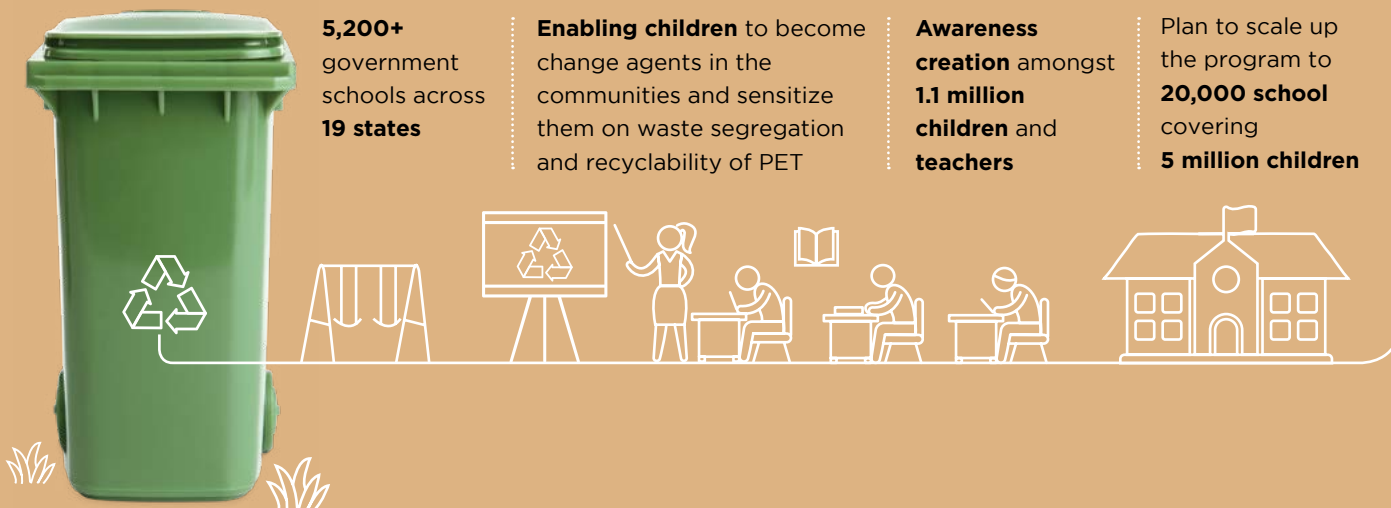 5,200+
government
schools across
19 states
Enabling children to become
change agents in the
communities and sensitize
them on waste segregation
and recyclability of PET
Awareness
creation amongst
1.1 million
children and
teachers
Plan to scale up
the program to
20,000 school
covering
5 million children